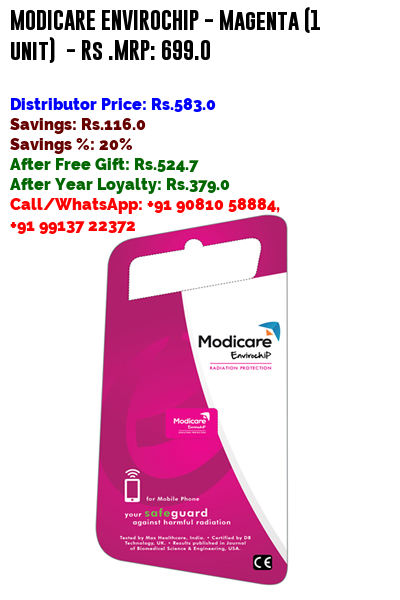 MODICARE ENVIROCHIP - MAGENTA (1
UNIT)  - RS .MRP: 699.0
Distributor Price: Rs.583.0
Savings: Rs.116.0
Savings %: 20%
After Free Gift: Rs.524.7
After Year Loyalty: Rs.379.0
Call/WhatsApp: +91 90810 58884,
+91 99137 22372
Modicare
EnvirochiP
RADIATION PROTECTION
Modicare
EnvirochiP
RADIATION PROTECTION
for Mobile Phone
your safeguard
against harmful radiation
Tested by Max Healthcare, India. • Certified by DB
Technology, UK. • Results published in Journal
of Biomedical Science & Engineering, USA.
CE